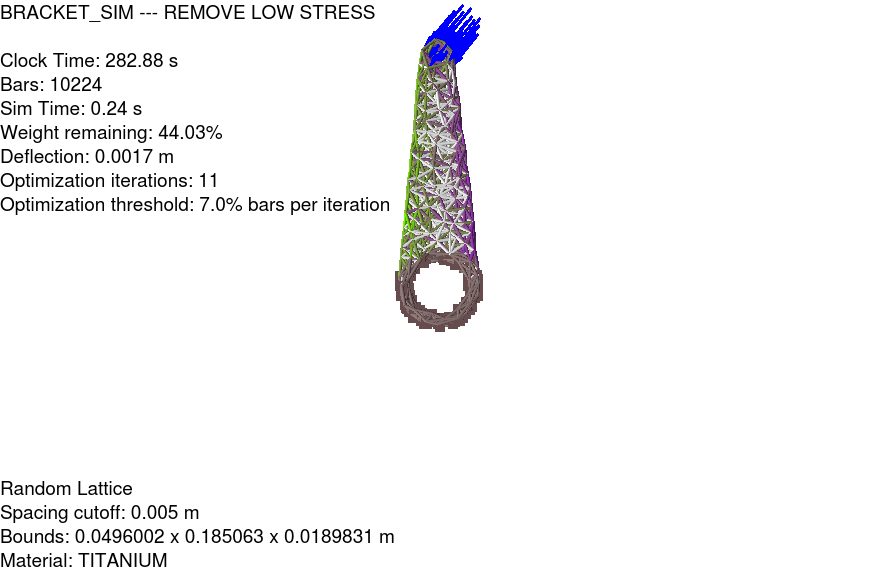 BRACKET_SIM --- REMOVE LOW STRESS
Clock Time: 282.88 s
Bars: 10224
Sim Time: 0.24 s
Weight remaining: 44.03%
Deflection: 0.0017 m
Optimization iterations: 11
Optimization threshold: 7.0% bars per iteration
Random Lattice
Spacing cutoff: 0.005 m
Bounds: 0.0496002 x 0.185063 x 0.0189831 m
Material: TITANIUM